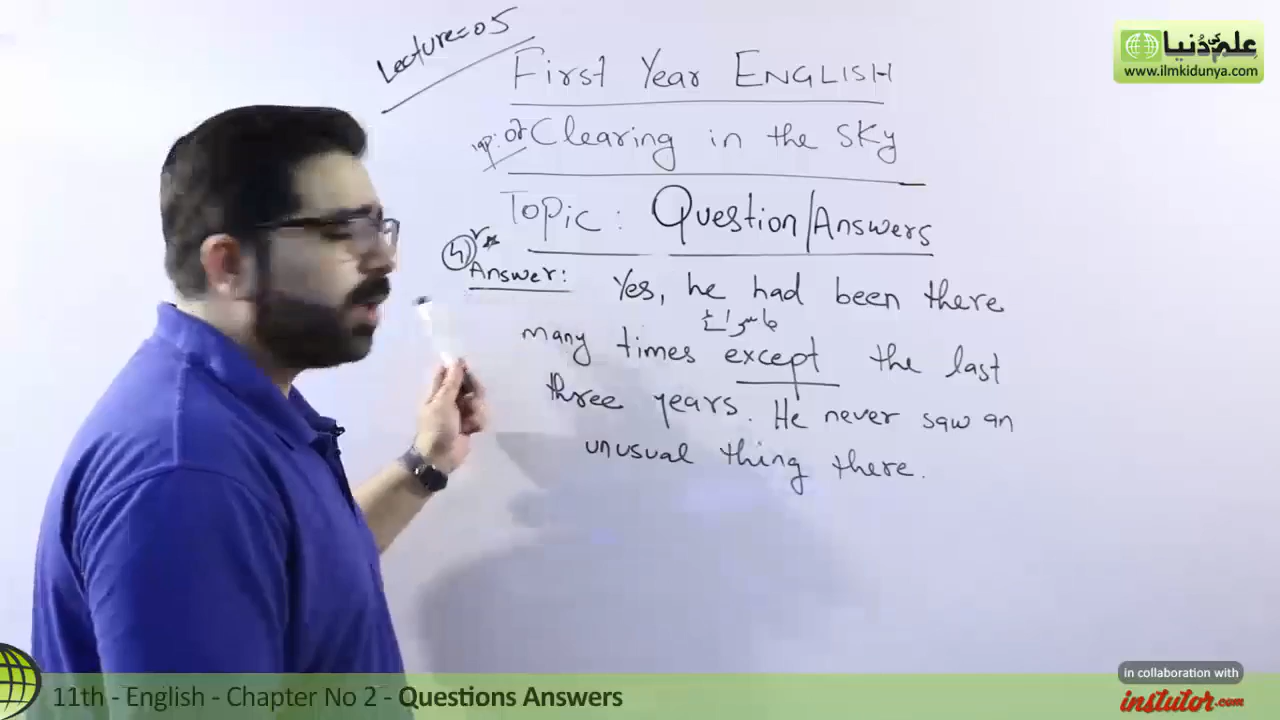 Lecture=05
First Year ENGLISH
Clearing in the Sky
Topic: Question/Answers
4)
Answer: Yes, he had been there
many times except the last
three years. He never saw an
unusual thing there.
علم کی دُنیا
www.ilmkidunya.com
11th - English - Chapter No 2 - Questions Answers
in collaboration with
instutor.com